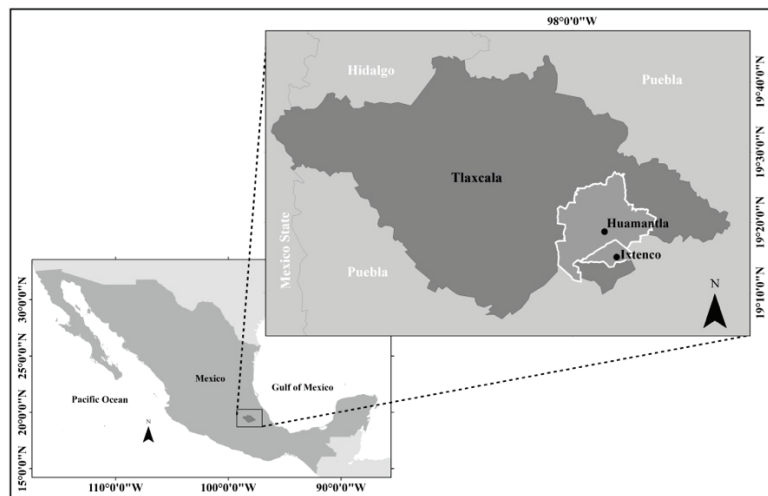 98°0'0"W
Hidalgo
Puebla
19°40'0"N
Tlaxcala
19°30'0"N
Mexico State
Huamantla
19°20'0"N
Ixtenco
Puebla
19°10'0"N
N
30°0'0"N
25°0'0"N
Mexico
Gulf of Mexico
Pacific Ocean
20°0'0"N
N
15°0'0"N
110°0'0"W
100°0'0"W
90°0'0"W